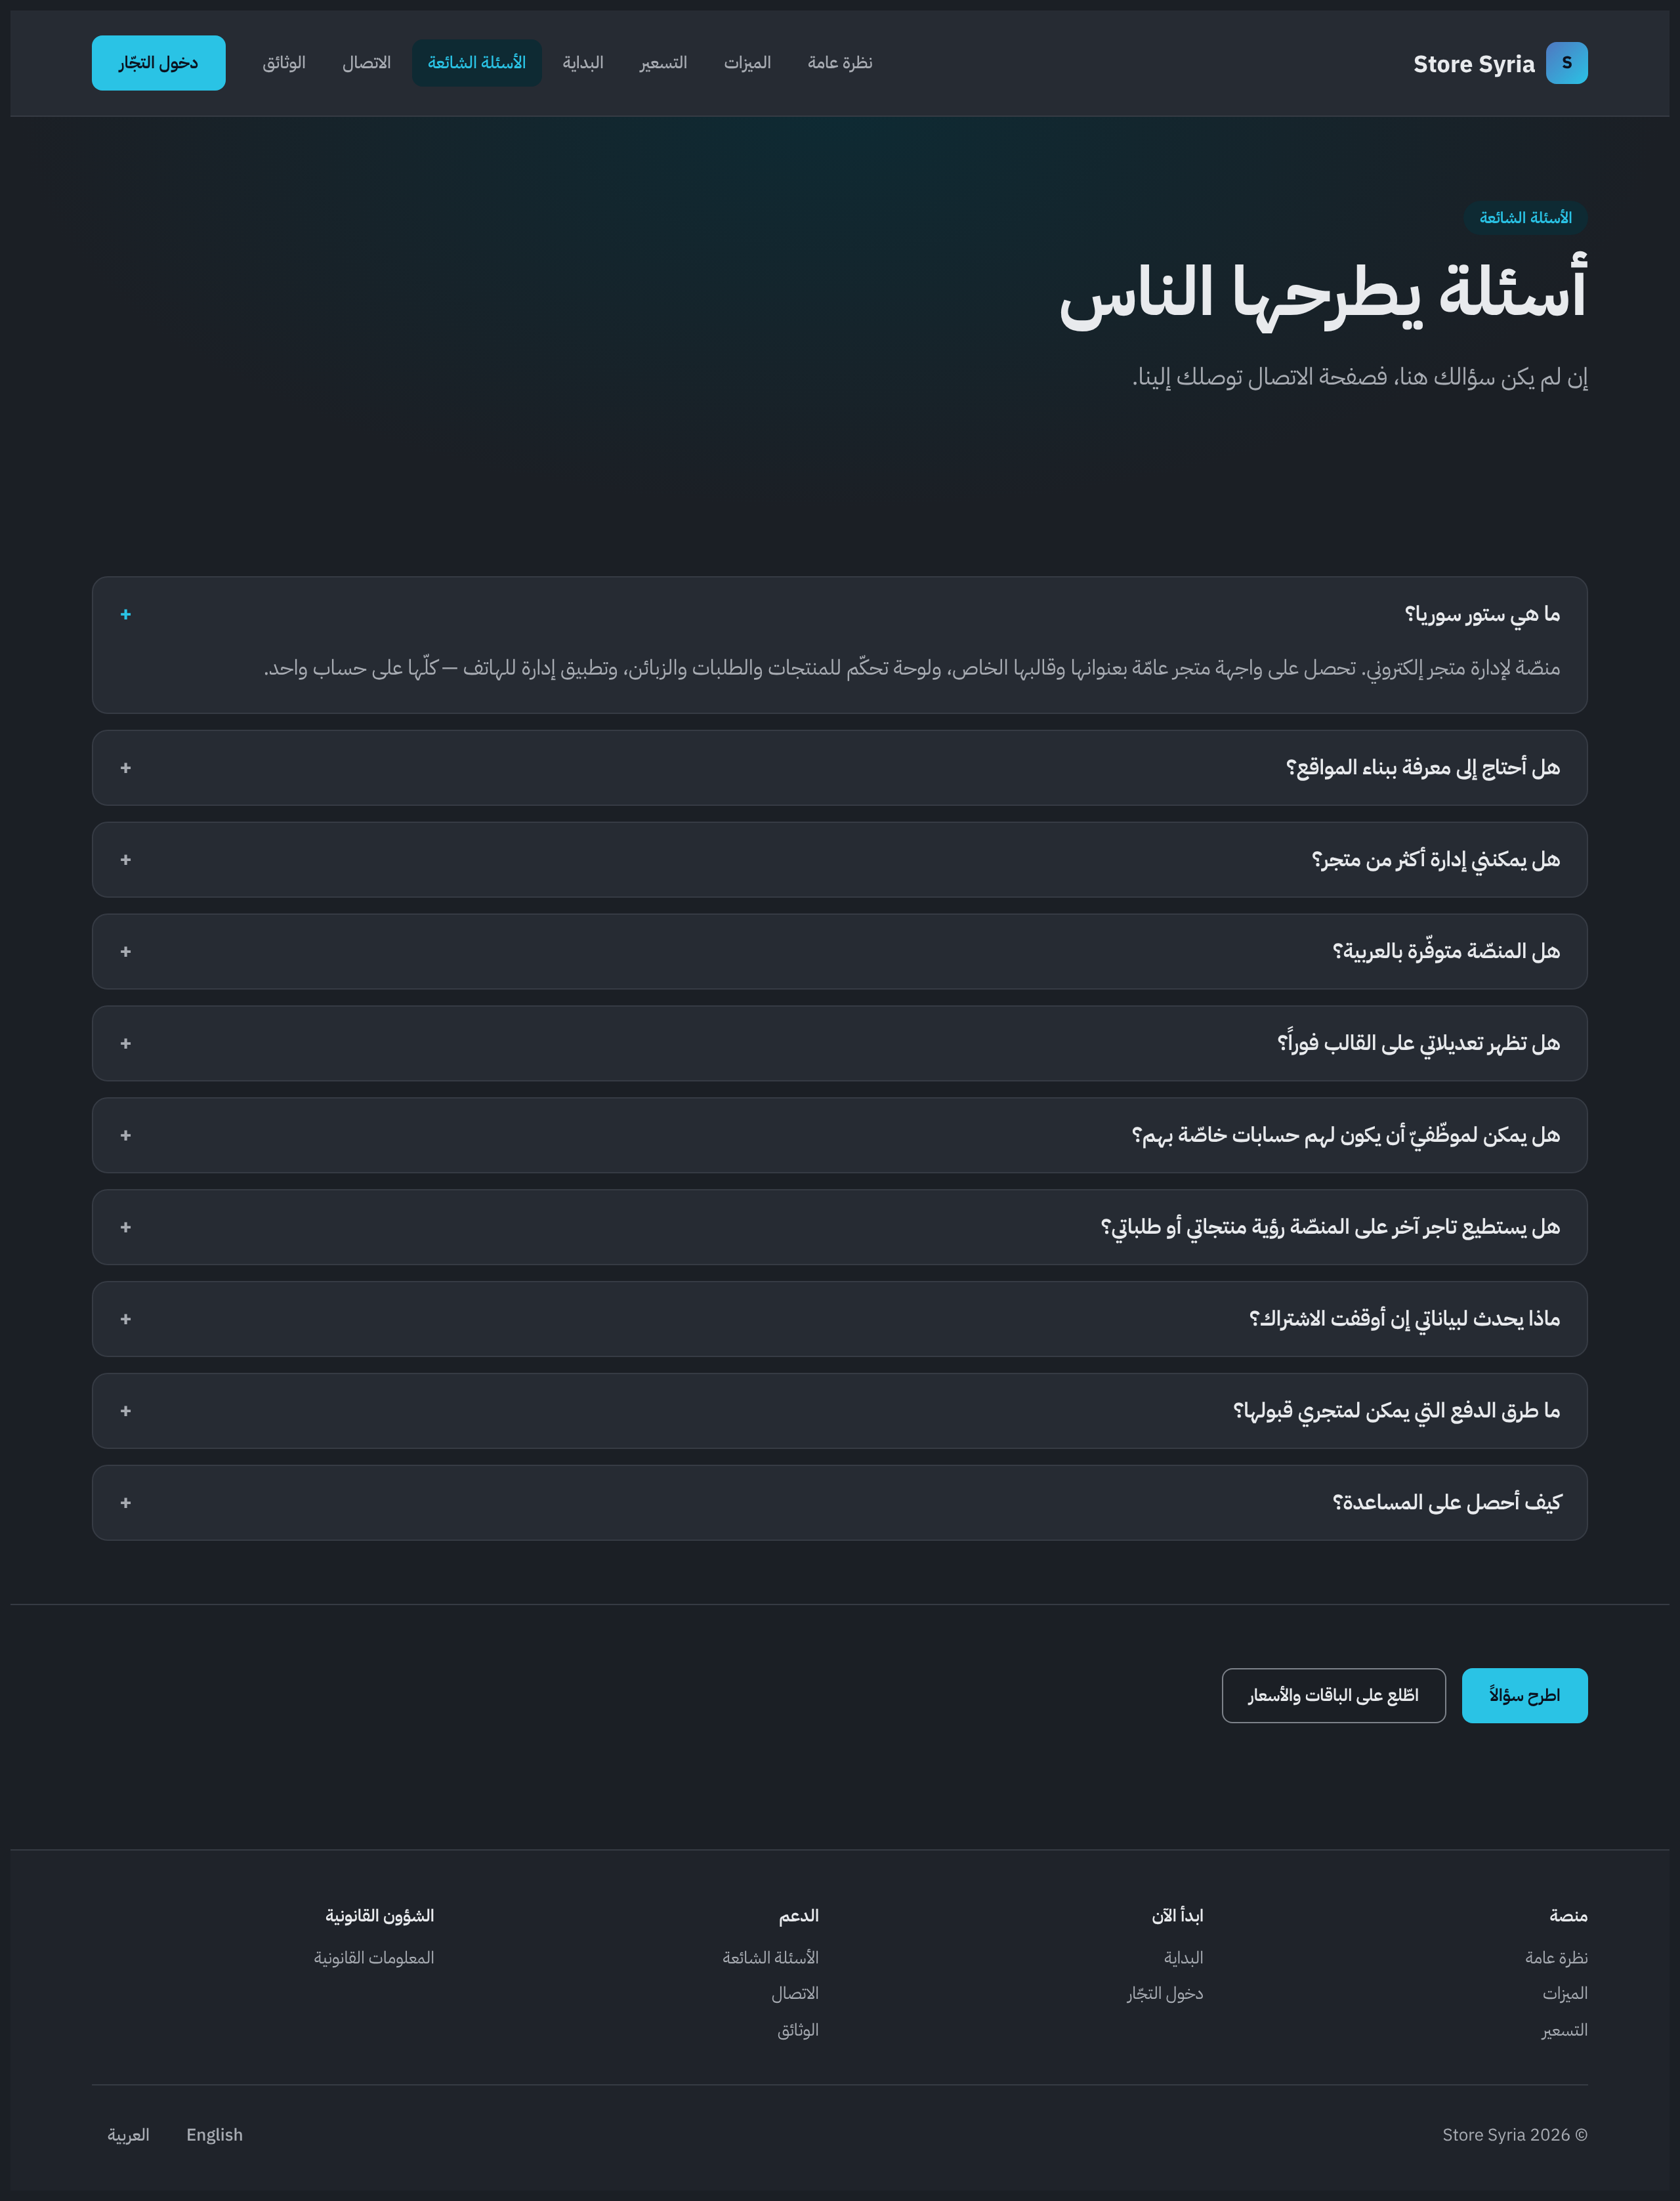 S
Store Syria
نظرة عامة
الميزات
التسعير
البداية
الأسئلة الشائعة
الاتصال
الوثائق
دخول التجّار
الأسئلة الشائعة
أسئلة يطرحها الناس
إن لم يكن سؤالك هنا، فصفحة الاتصال توصلك إلينا.
ما هي ستور سوريا؟
+
منصّة لإدارة متجر إلكتروني. تحصل على واجهة متجر عامّة بعنوانها وقالبها الخاص، ولوحة تحكّم للمنتجات والطلبات والزبائن، وتطبيق إدارة للهاتف — كلّها على حساب واحد.
هل أحتاج إلى معرفة ببناء المواقع؟
+
هل يمكنني إدارة أكثر من متجر؟
+
هل المنصّة متوفّرة بالعربية؟
+
هل تظهر تعديلاتي على القالب فوراً؟
+
هل يمكن لموظّفيّ أن يكون لهم حسابات خاصّة بهم؟
+
هل يستطيع تاجر آخر على المنصّة رؤية منتجاتي أو طلباتي؟
+
ماذا يحدث لبياناتي إن أوقفت الاشتراك؟
+
ما طرق الدفع التي يمكن لمتجري قبولها؟
+
كيف أحصل على المساعدة؟
+
اطرح سؤالاً
اطّلع على الباقات والأسعار
منصة
نظرة عامة
الميزات
التسعير
ابدأ الآن
البداية
دخول التجّار
الدعم
الأسئلة الشائعة
الاتصال
الوثائق
الشؤون القانونية
المعلومات القانونية
© 2026 Store Syria
English
العربية